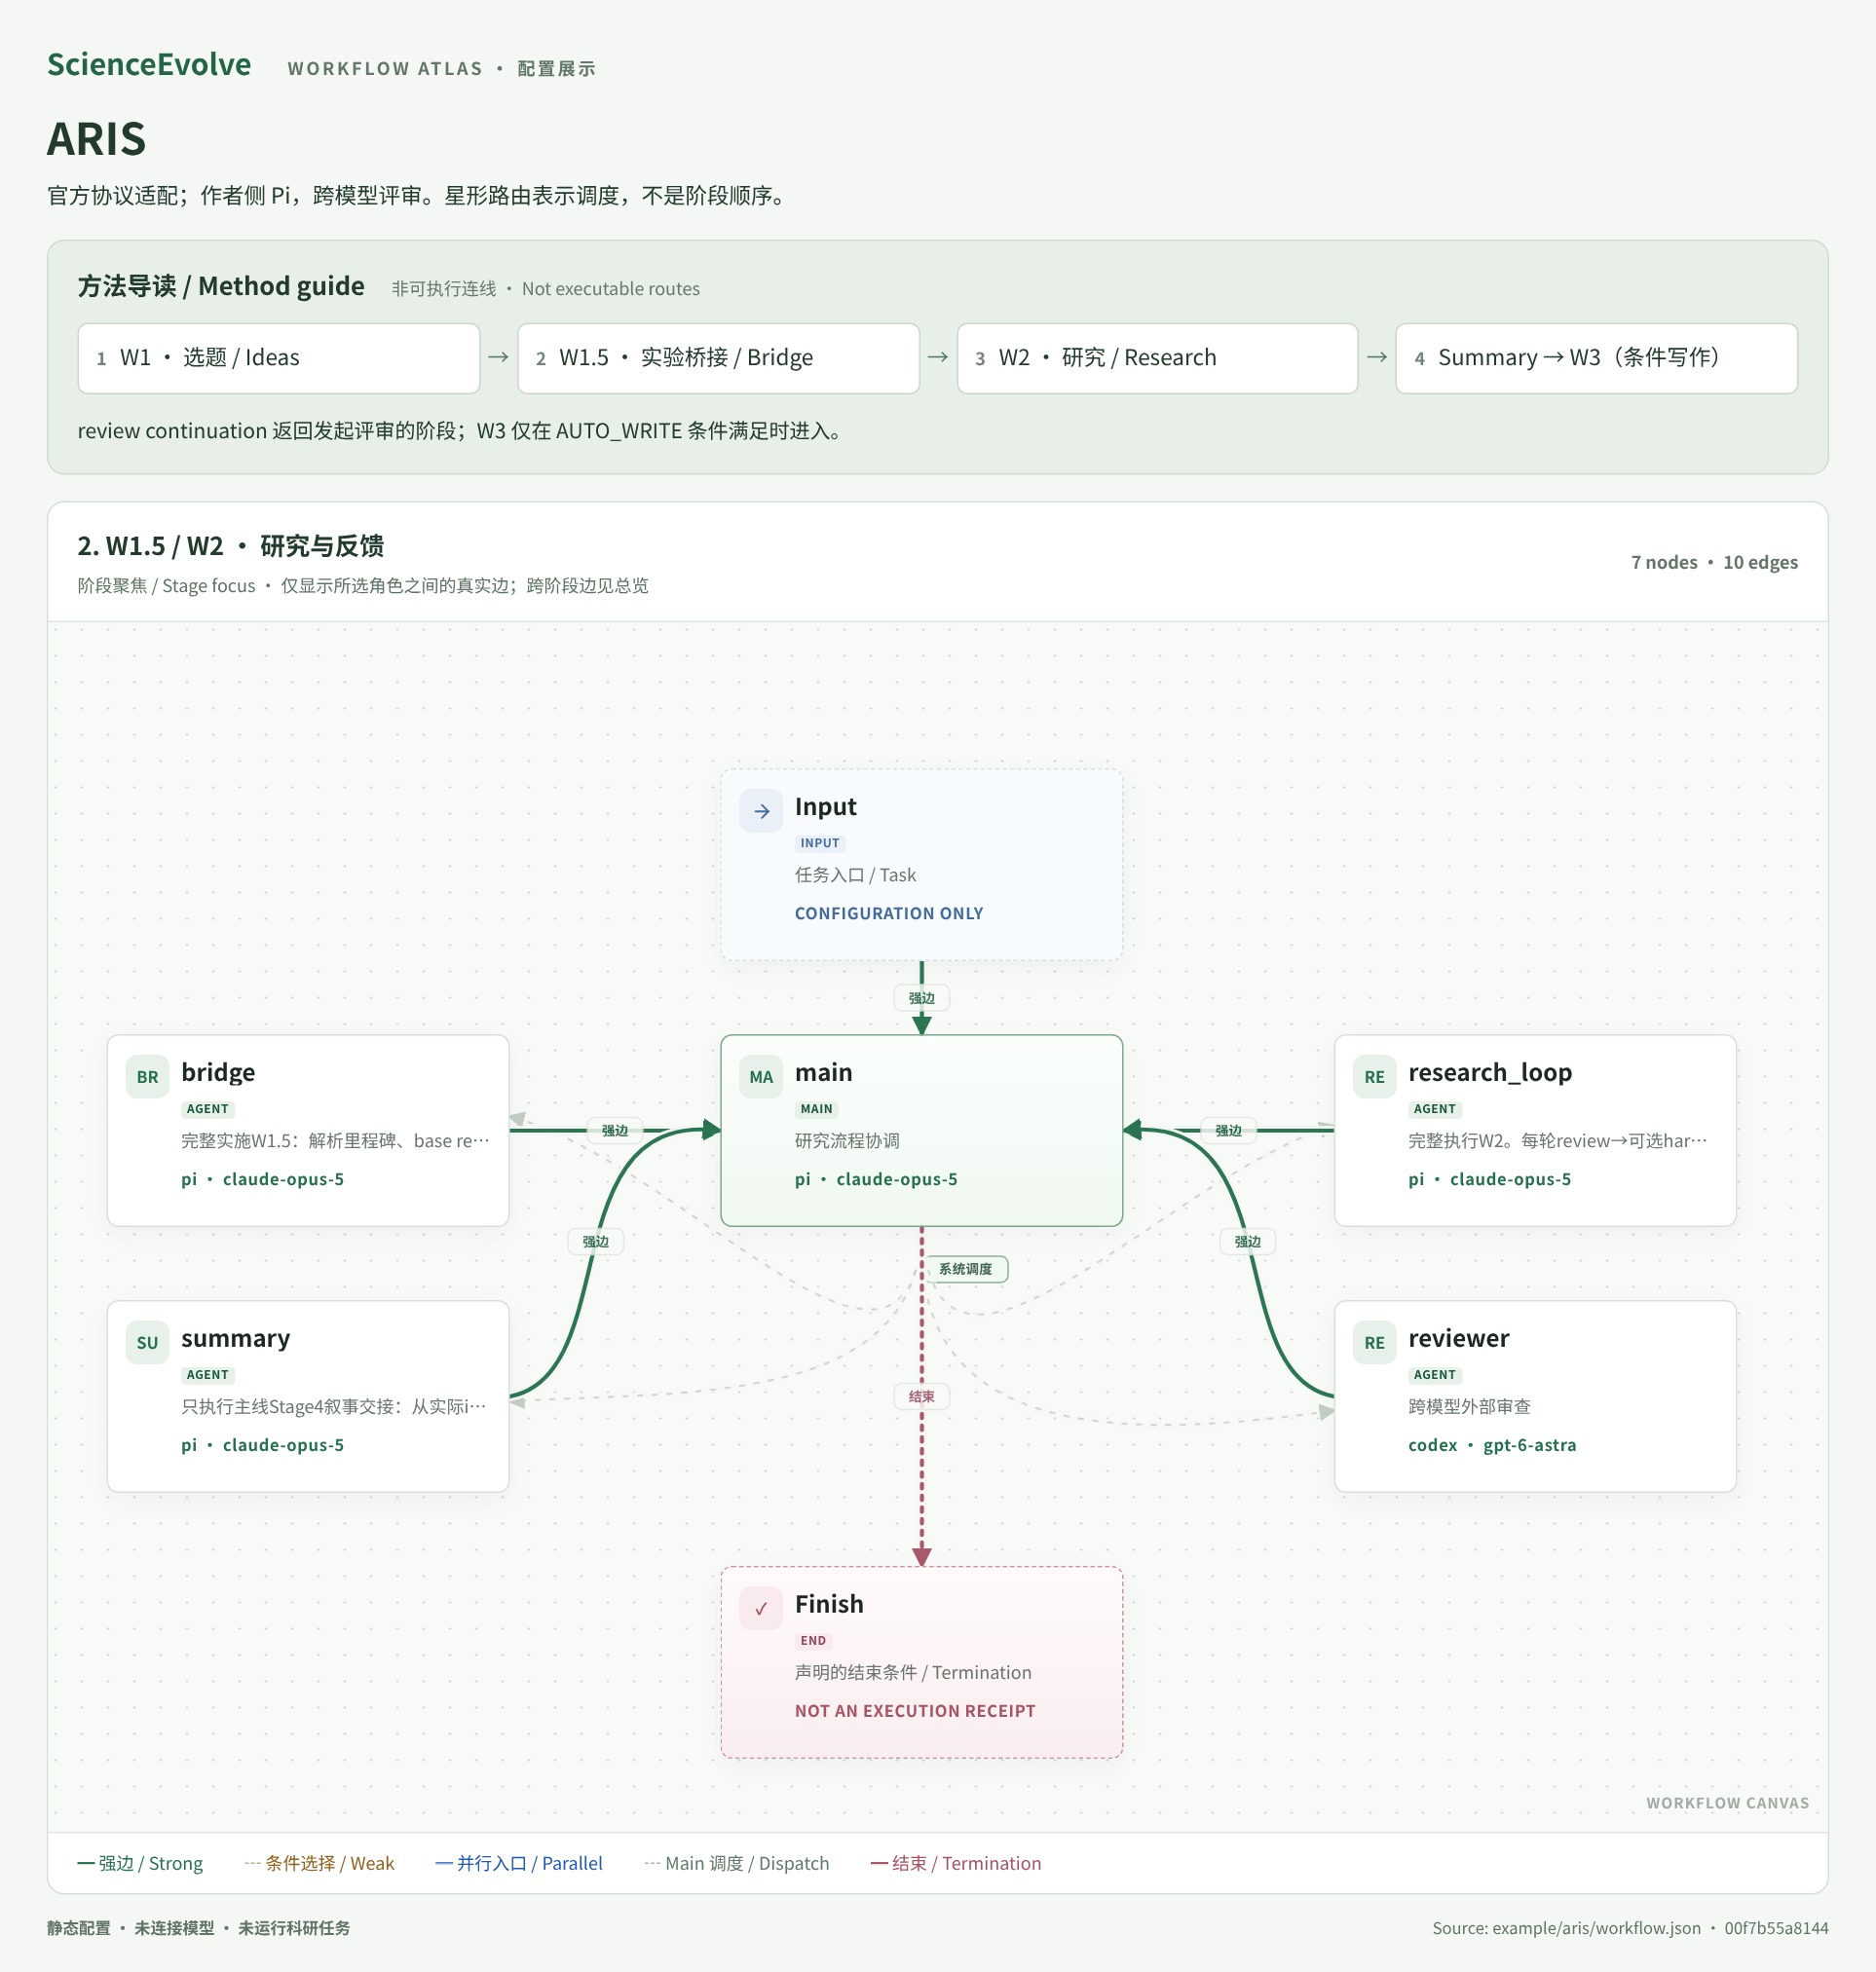 ScienceEvolve WORKFLOW ATLAS • 配置展示
ARIS
官方协议适配；作者侧 Pi，跨模型评审。星形路由表示调度，不是阶段顺序。
方法导读 / Method guide 非可执行连线 • Not executable routes
1 W1 • 选题 / Ideas → 2 W1.5 • 实验桥接 / Bridge → 3 W2 • 研究 / Research → 4 Summary → W3（条件写作）
review continuation 返回发起评审的阶段；W3 仅在 AUTO_WRITE 条件满足时进入。
2. W1.5 / W2 • 研究与反馈
阶段聚焦 / Stage focus • 仅显示所选角色之间的真实边；跨阶段边见总览
7 nodes • 10 edges
Input
INPUT
任务入口 / Task
CONFIGURATION ONLY
强边
BR bridge
AGENT
完整实施W1.5：解析里程碑、base re…
pi • claude-opus-5
强边
MA main
MAIN
研究流程协调
pi • claude-opus-5
强边
RE research_loop
AGENT
完整执行W2。每轮review→可选har…
pi • claude-opus-5
强边
强边
系统调度
SU summary
AGENT
只执行主线Stage4叙事交接：从实际i…
pi • claude-opus-5
结束
RE reviewer
AGENT
跨模型外部审查
codex • gpt-6-astra
✓ Finish
END
声明的结束条件 / Termination
NOT AN EXECUTION RECEIPT
WORKFLOW CANVAS
强边 / Strong 条件选择 / Weak 并行入口 / Parallel Main 调度 / Dispatch 结束 / Termination
静态配置 • 未连接模型 • 未运行科研任务
Source: example/aris/workflow.json • 00f7b55a8144